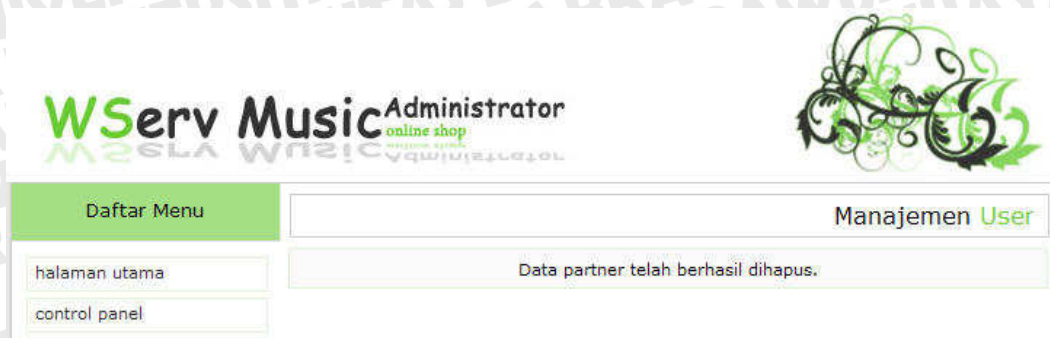 WServ Music Administrator
online shop
Daftar Menu
Manajemen User
halaman utama
Data partner telah berhasil dihapus.
control panel